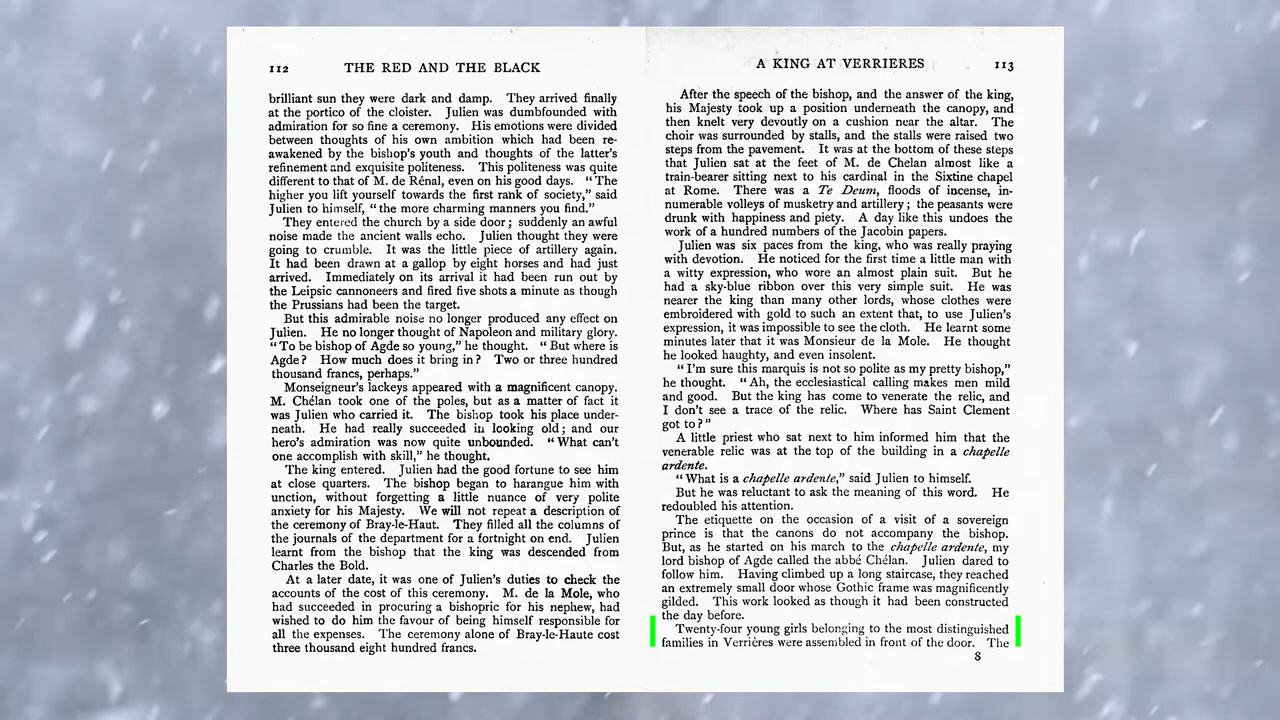 112 THE RED AND THE BLACK
brilliant sun they were dark and damp. They arrived finally
at the portico of the cloister. Julien was dumbfounded with
admiration for so fine a ceremony. His emotions were divided
between thoughts of his own ambition which had been re-
awakened by the bishop's youth and thoughts of the latter's
refinement and exquisite politeness. This politeness was quite
different to that of M. de Rénal, even on his good days. "The
higher you lift yourself towards the first rank of society," said
Julien to himself, "the more charming manners you find."
They entered the church by a side door; suddenly an awful
noise made the ancient walls echo. Julien thought they were
going to crumble. It was the little piece of artillery again.
It had been drawn at a gallop by eight horses and had just
arrived. Immediately on its arrival it had been run out by
the Leipsic cannoneers and fired five shots a minute as though
the Prussians had been the target.
But this admirable noise no longer produced any effect on
Julien. He no longer thought of Napoleon and military glory.
"To be bishop of Agde so young," he thought. "But where is
Agde? How much does it bring in? Two or three hundred
thousand francs, perhaps."
Monseigneur's lackeys appeared with a magnificent canopy.
M. Chélan took one of the poles, but as a matter of fact it
was Julien who carried it. The bishop took his place under-
neath. He had really succeeded in looking old; and our
hero's admiration was now quite unbounded. "What can't
one accomplish with skill," he thought.
The king entered. Julien had the good fortune to see him
at close quarters. The bishop began to harangue him with
unction, without forgetting a little nuance of very polite
anxiety for his Majesty. We will not repeat a description of
the ceremony of Bray-le-Haut. They filled all the columns of
the journals of the department for a fortnight on end. Julien
learnt from the bishop that the king was descended from
Charles the Bold.
At a later date, it was one of Julien's duties to check the
accounts of the cost of this ceremony. M. de la Mole, who
had succeeded in procuring a bishopric for his nephew, had
wished to do him the favour of being himself responsible for
all the expenses. The ceremony alone of Bray-le-Haute cost
three thousand eight hundred francs.
A KING AT VERRIERES 113
After the speech of the bishop, and the answer of the king,
his Majesty took up a position underneath the canopy, and
then knelt very devoutly on a cushion near the altar. The
choir was surrounded by stalls, and the stalls were raised two
steps from the pavement. It was at the bottom of these steps
that Julien sat at the feet of M. de Chelan almost like a
train-bearer sitting next to his cardinal in the Sixtine chapel
at Rome. There was a Te Deum, floods of incense, in-
numerable volleys of musketry and artillery; the peasants were
drunk with happiness and piety. A day like this undoes the
work of a hundred numbers of the Jacobin papers.
Julien was six paces from the king, who was really praying
with devotion. He noticed for the first time a little man with
a witty expression, who wore an almost plain suit. But he
had a sky-blue ribbon over this very simple suit. He was
nearer the king than many other lords, whose clothes were
embroidered with gold to such an extent that, to use Julien's
expression, it was impossible to see the cloth. He learnt some
minutes later that it was Monsieur de la Mole. He thought
he looked haughty, and even insolent.
"I'm sure this marquis is not so polite as my pretty bishop,"
he thought. "Ah, the ecclesiastical calling makes men mild
and good. But the king has come to venerate the relic, and
I don't see a trace of the relic. Where has Saint Clement
got to?"
A little priest who sat next to him informed him that the
venerable relic was at the top of the building in a chapelle
ardente.
"What is a chapelle ardente," said Julien to himself.
But he was reluctant to ask the meaning of this word. He
redoubled his attention.
The etiquette on the occasion of a visit of a sovereign
prince is that the canons do not accompany the bishop.
But, as he started on his march to the chapelle ardente, my
lord bishop of Agde called the abbé Chélan. Julien dared to
follow him. Having climbed up a long staircase, they reached
an extremely small door whose Gothic frame was magnificently
gilded. This work looked as though it had been constructed
the day before.
Twenty-four young girls belonging to the most distinguished
families in Verrières were assembled in front of the door. The
8